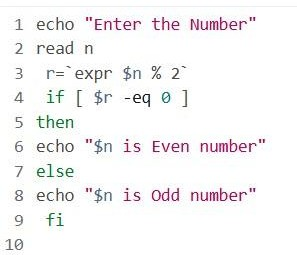 1 echo "Enter the Number"
2 read n
3 r=`expr $n % 2`
4 if [ $r -eq 0 ]
5 then
6 echo "$n is Even number"
7 else
8 echo "$n is Odd number"
9 fi
10